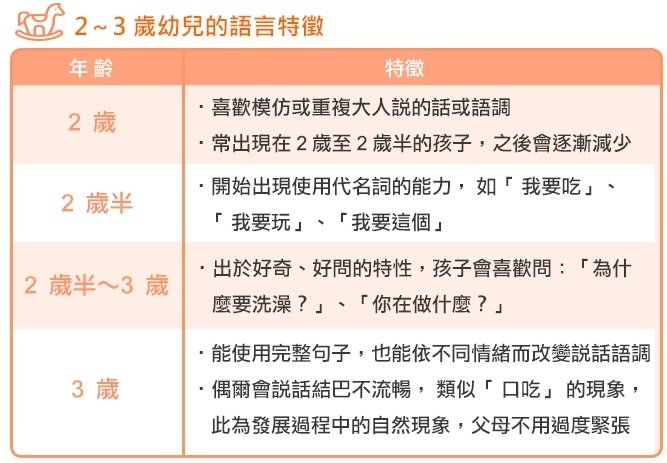 2~3 歲幼兒的語言特徵
年齡 特徵
2 歲
·喜歡模仿或重複大人說的話或語調
·常出現在 2 歲至 2 歲半的孩子，之後會逐漸減少
2 歲半
·開始出現使用代名詞的能力， 如「 我要吃」、
「 我要玩」、「我要這個」
2 歲半～3 歲
·出於好奇、好問的特性，孩子會喜歡問：「為什
麼要洗澡？」、「你在做什麼？」
3 歲
·能使用完整句子，也能依不同情緒而改變說話語調
·偶爾會說話結巴不流暢， 類似「 口吃」 的現象，
此為發展過程中的自然現象，父母不用過度緊張